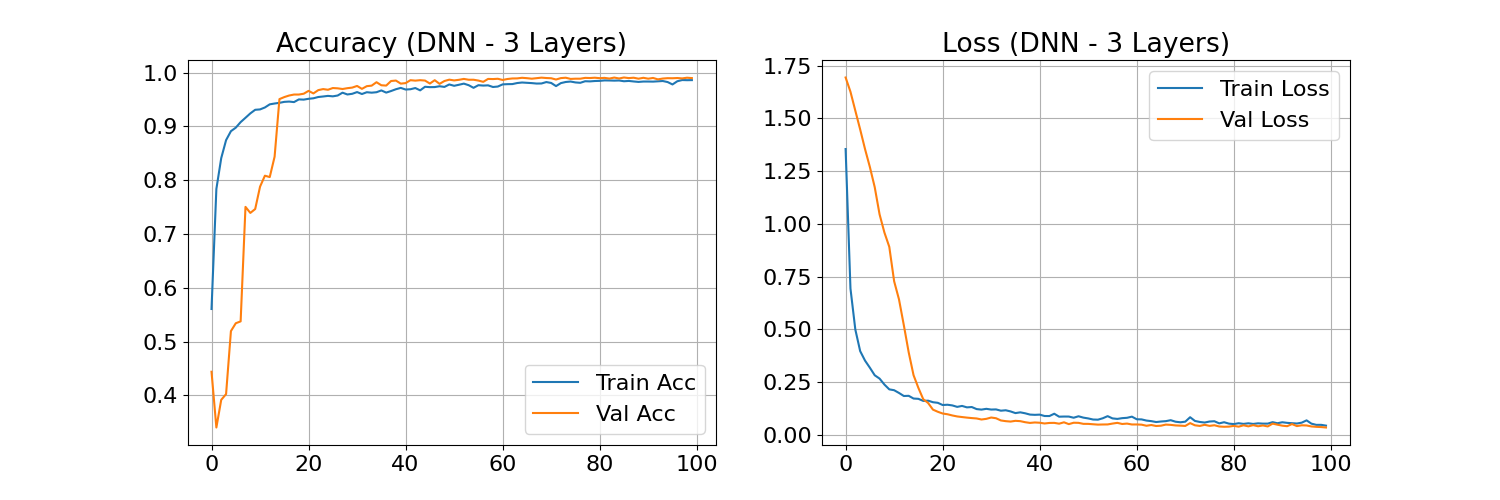 Accuracy (DNN - 3 Layers)
1.0
0.9
0.8
0.7
0.6
0.5
0.4
0 20 40 60 80 100
Train Acc
Val Acc
Loss (DNN - 3 Layers)
1.75
1.50
1.25
1.00
0.75
0.50
0.25
0.00
0 20 40 60 80 100
Train Loss
Val Loss